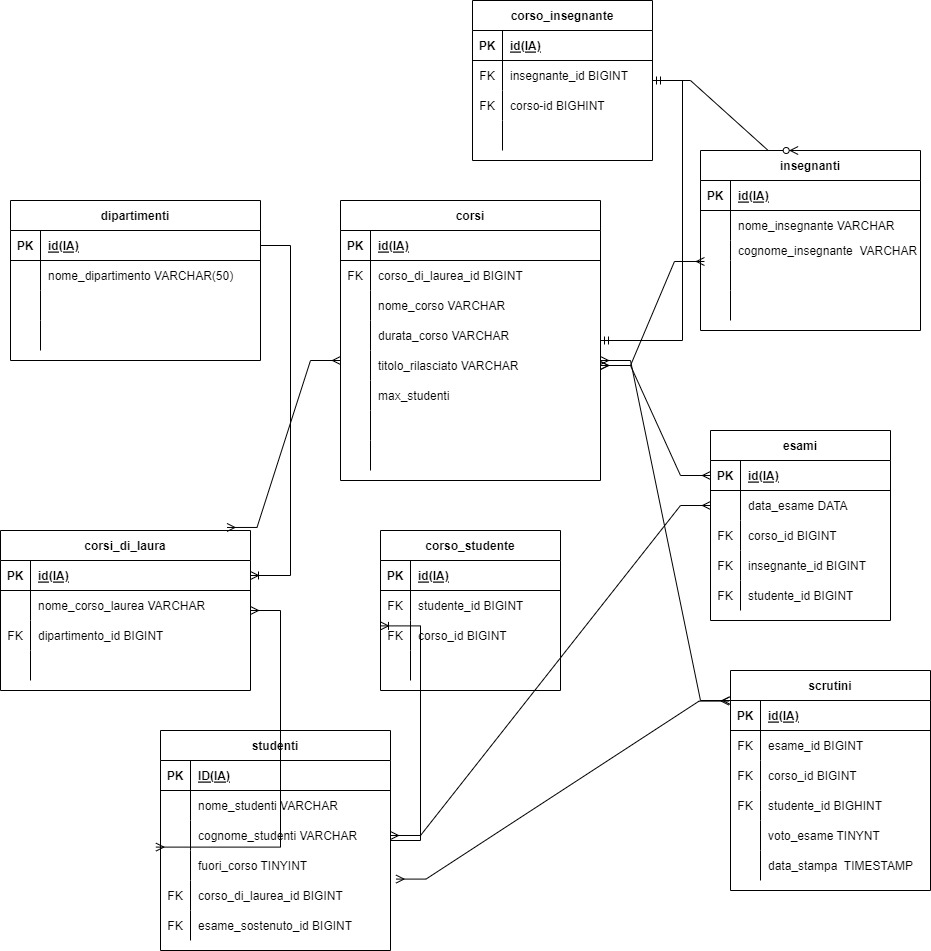 corso_insegnante
PK id(IA)
FK insegnante_id BIGINT
FK corso-id BIGHINT
insegnanti
PK id(IA)
nome_insegnante VARCHAR
cognome_insegnante VARCHAR
dipartimenti
PK id(IA)
nome_dipartimento VARCHAR(50)
corsi
PK id(IA)
FK corso_di_laurea_id BIGINT
nome_corso VARCHAR
durata_corso VARCHAR
titolo_rilasciato VARCHAR
max_studenti
esami
PK id(IA)
data_esame DATA
FK corso_id BIGINT
FK insegnante_id BIGINT
FK studente_id BIGINT
corsi_di_laura
PK id(IA)
nome_corso_laurea VARCHAR
FK dipartimento_id BIGINT
corso_studente
PK id(IA)
FK studente_id BIGINT
FK corso_id BIGINT
scrutini
PK id(IA)
FK esame_id BIGINT
FK corso_id BIGINT
FK studente_id BIGHINT
voto_esame TINYNT
data_stampa TIMESTAMP
studenti
PK ID(IA)
nome_studenti VARCHAR
cognome_studenti VARCHAR
fuori_corso TINYINT
FK corso_di_laurea_id BIGINT
FK esame_sostenuto_id BIGINT